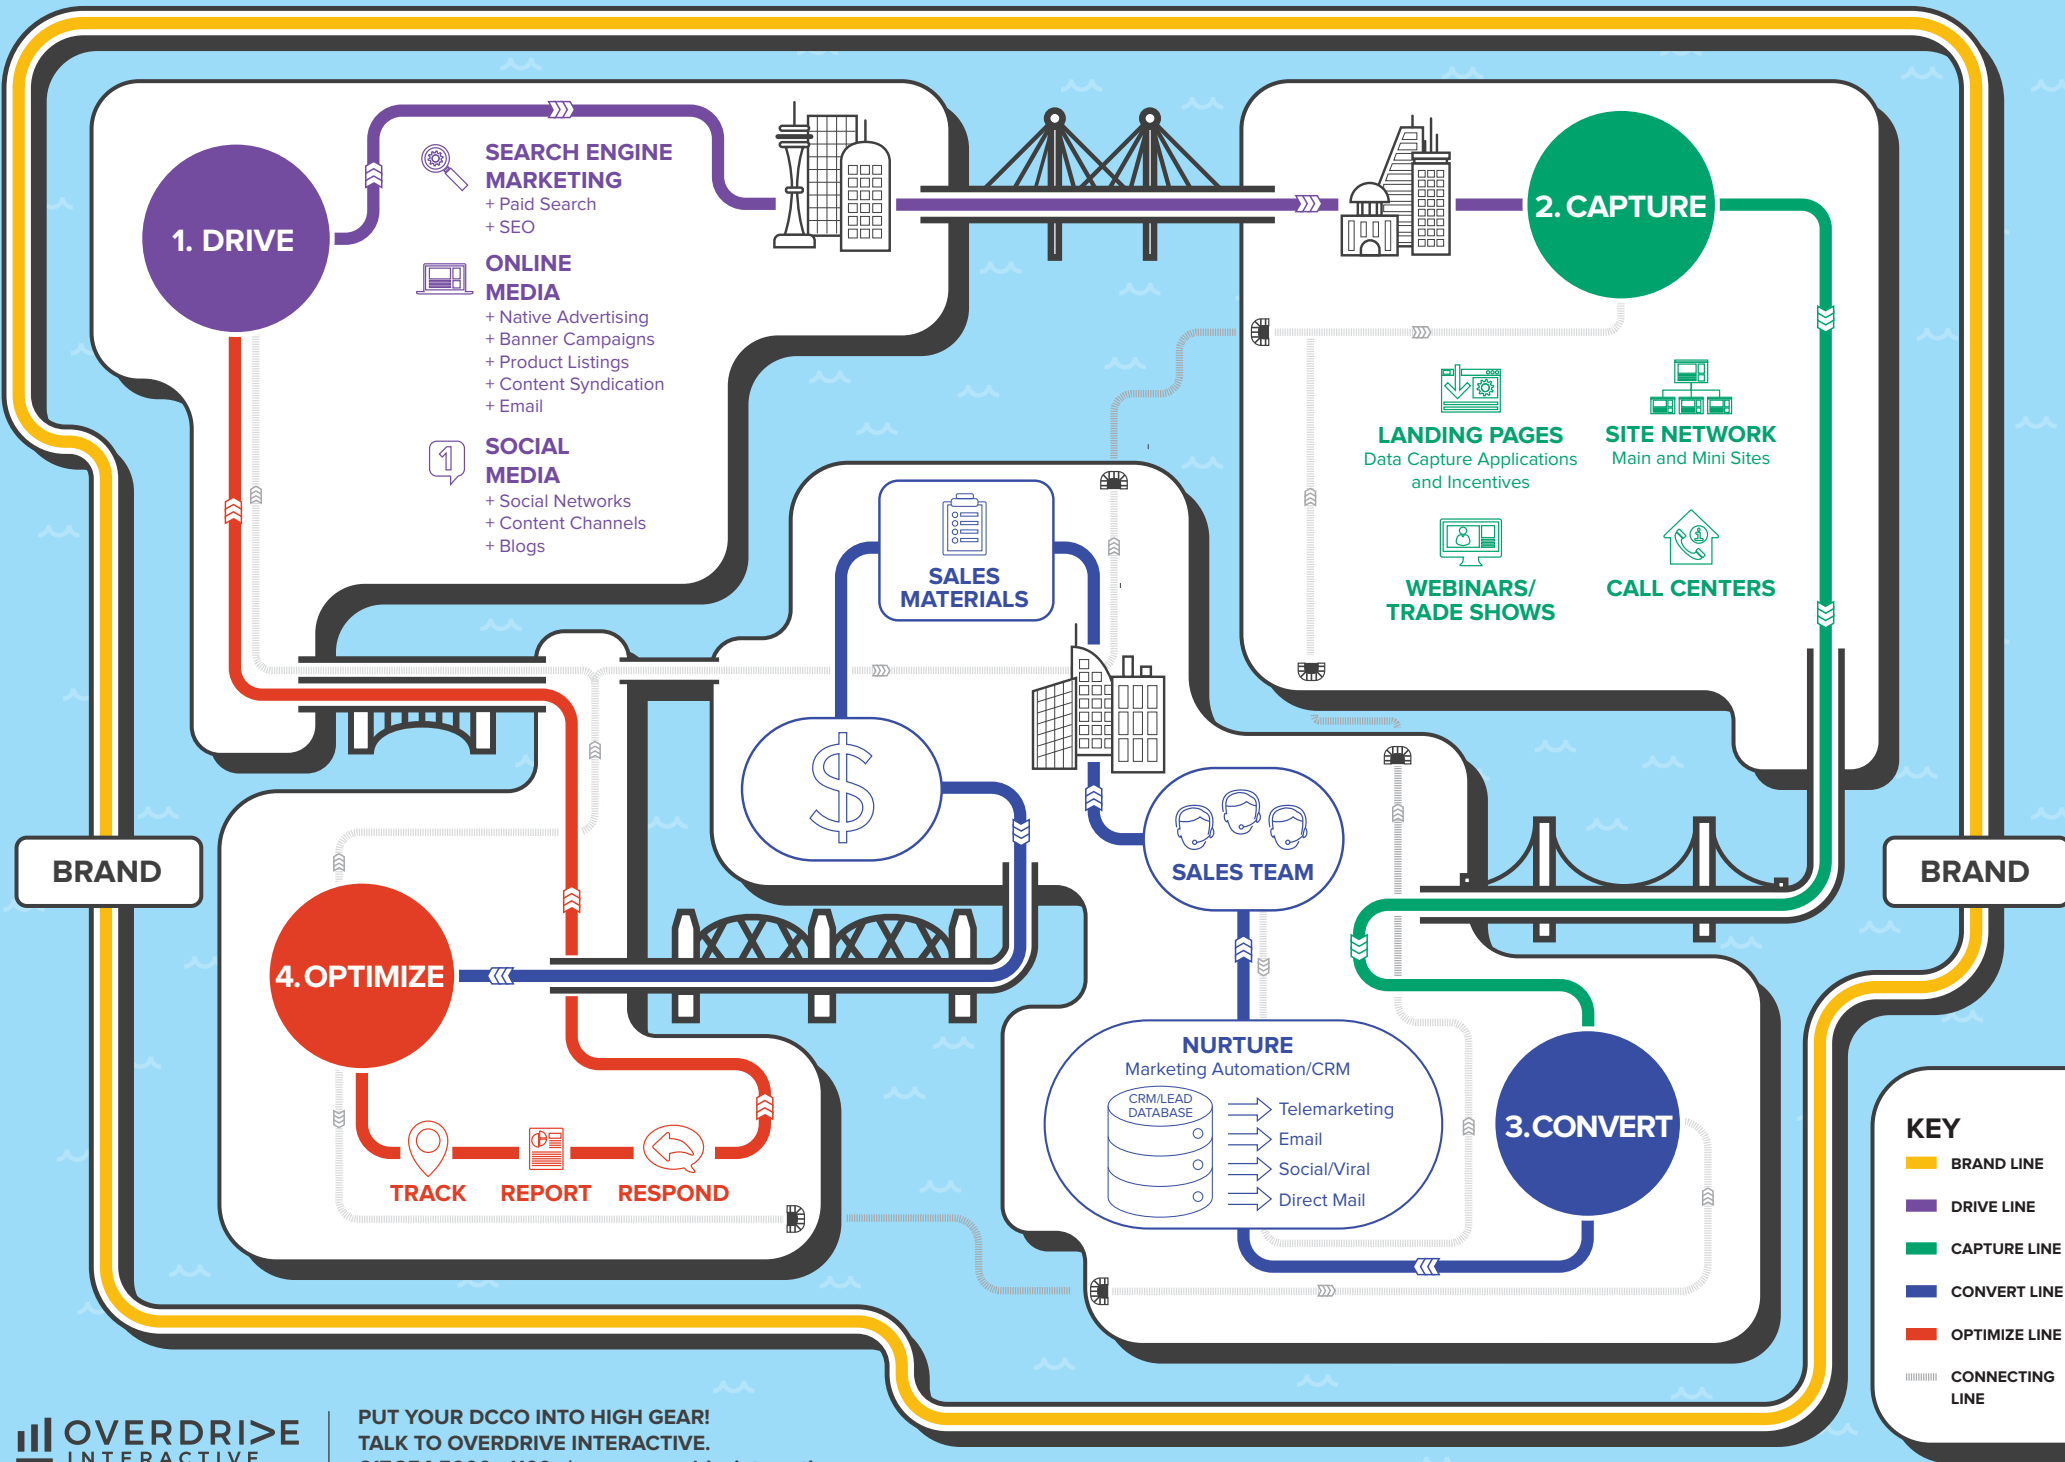 1. DRIVE
SEARCH ENGINE
MARKETING
+ Paid Search
+ SEO
ONLINE
MEDIA
+ Native Advertising
+ Banner Campaigns
+ Product Listings
+ Content Syndication
+ Email
1
SOCIAL
MEDIA
+ Social Networks
+ Content Channels
+ Blogs
2. CAPTURE
LANDING PAGES
Data Capture Applications
and Incentives
SITE NETWORK
Main and Mini Sites
WEBINARS/
TRADE SHOWS
CALL CENTERS
SALES
MATERIALS
$
SALES TEAM
BRAND
BRAND
NURTURE
Marketing Automation/CRM
CRM/LEAD
DATABASE
Telemarketing
Email
Social/Viral
Direct Mail
3.CONVERT
4.OPTIMIZE
TRACK
REPORT
RESPOND
KEY
BRAND LINE
DRIVE LINE
CAPTURE LINE
CONVERT LINE
OPTIMIZE LINE
CONNECTING
LINE
OVERDRIVE
INTERACTIVE
PUT YOUR DCCO INTO HIGH GEAR!
TALK TO OVERDRIVE INTERACTIVE.